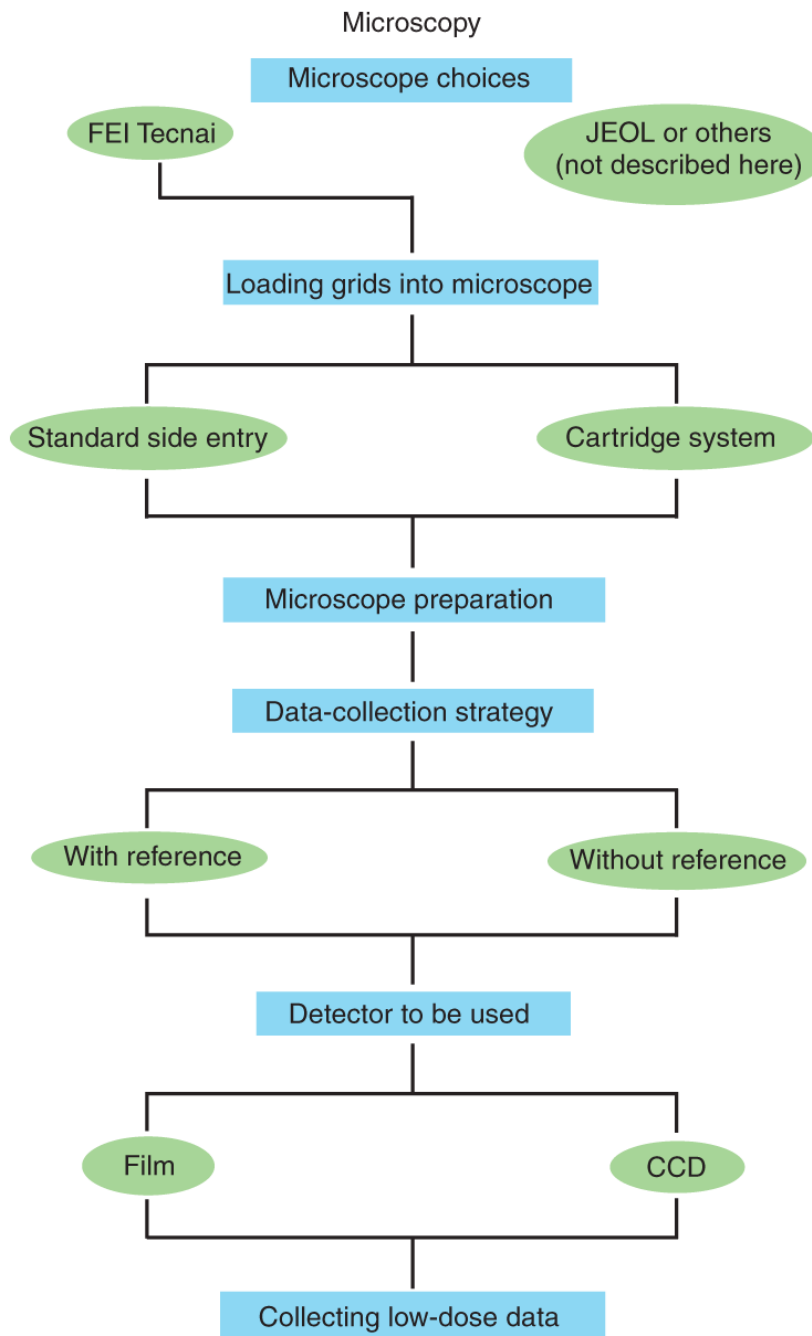 Microscopy
Microscope choices
FEI Tecnai
JEOL or others
(not described here)
Loading grids into microscope
Standard side entry
Cartridge system
Microscope preparation
Data-collection strategy
With reference
Without reference
Detector to be used
Film
CCD
Collecting low-dose data